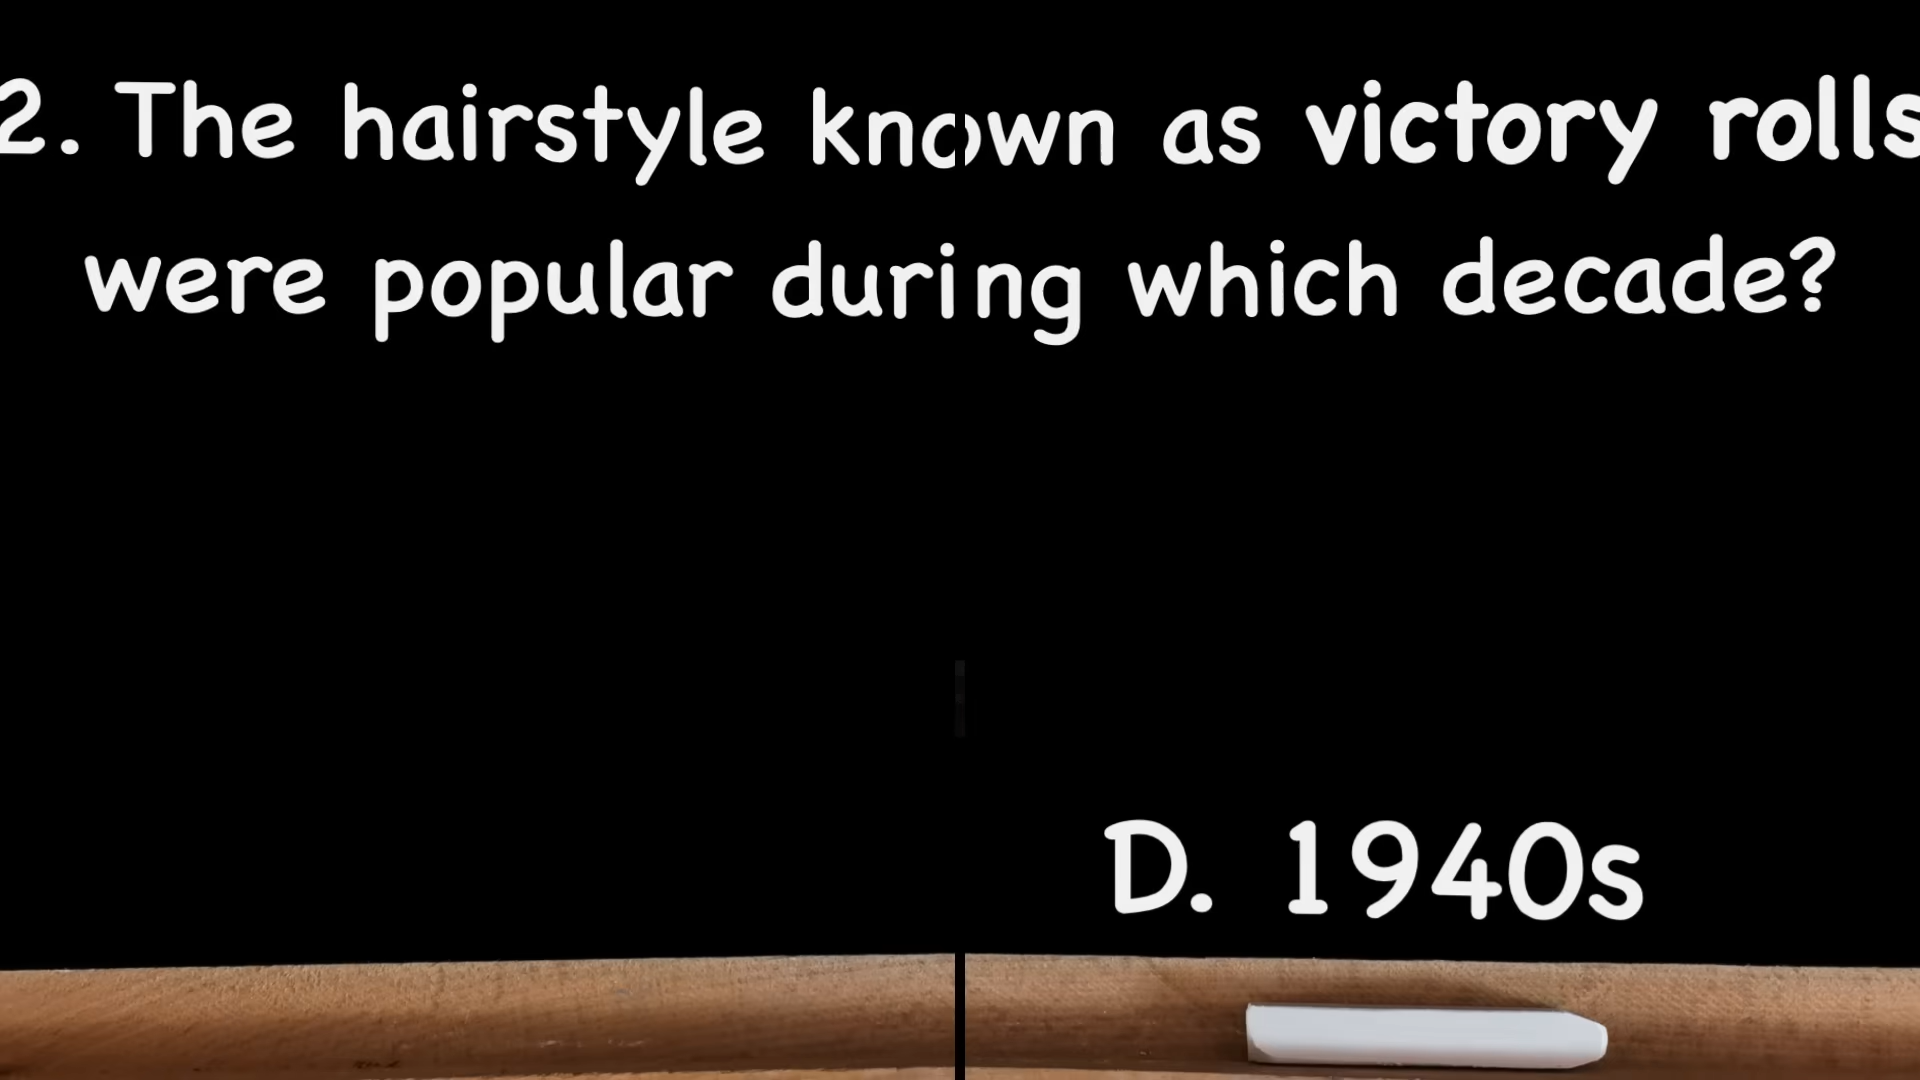 2. The hairstyle known as victory rolls
were popular during which decade?
D. 1940s